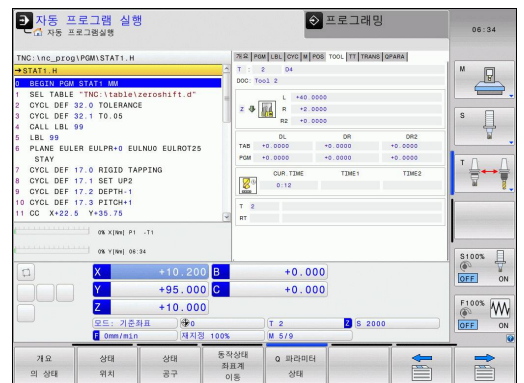 자동 프로그램 실행
자동 프로그램 실행
프로그래밍
06:34
TNC:\nc_prog\PGM\STAT1.H
→STAT1.H
0 BEGIN PGM STAT1 MM
1 SEL TABLE "TNC:\table\zeroshift.d"
2 CYCL DEF 32.0 TOLERANCE
3 CYCL DEF 32.1 T0.05
4 CALL LBL 99
5 LBL 99
6 PLANE EULER EULPR+0 EULNU0 EULROT25
STAY
7 CYCL DEF 17.0 RIGID TAPPING
8 CYCL DEF 17.1 SET UP2
9 CYCL DEF 17.2 DEPTH-1
10 CYCL DEF 17.3 PITCH+1
11 CC X+22.5 Y+35.75
개요 PGM LBL CYC M POS TOOL TT TRANS QPARA
T : 2 D4
DOC: Tool 2
L +40.0000
Z R +2.0000
R2 +0.0000
DL DR DR2
TAB +0.0000 +0.0000 +0.0000
PGM +0.0000 +0.0000 +0.0000
CUR.TIME TIME1 TIME2
0:12
T 2
RT
0% X[Nm] P1 -T1
0% Y[Nm] 06:34
X +10.200 B +0.000
Y +95.000 C +0.000
Z +10.000
모드: 기준좌표 0 T 2 Z S 2000
F 0mm/min 재지정 100% M 5/9
M
S
T
S100%
OFF ON
F100%
OFF ON
개요
의 상태
상태
위치
상태
공구
동작상태
좌표계
이동
Q 파라미터
상태